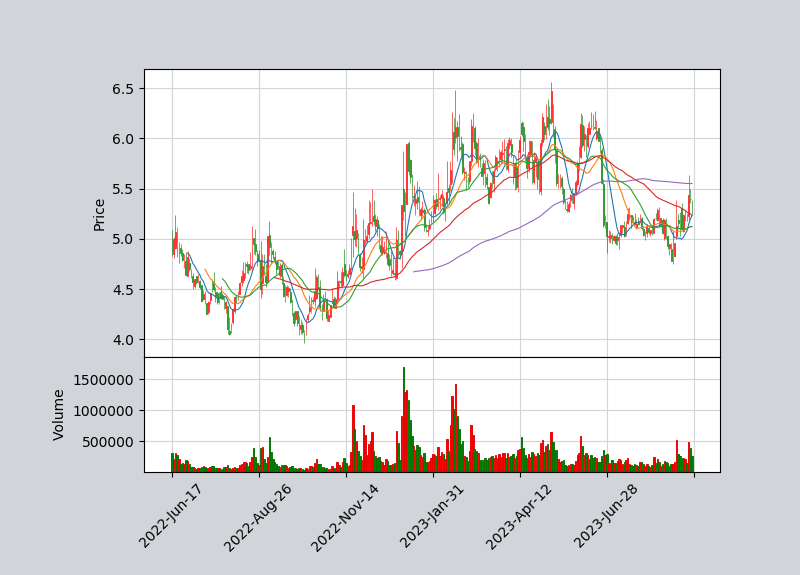 6.5
6.0
5.5
5.0
4.5
4.0
Price
1500000
1000000
500000
Volume
2022-Jun-17
2022-Aug-26
2022-Nov-14
2023-Jan-31
2023-Apr-12
2023-Jun-28